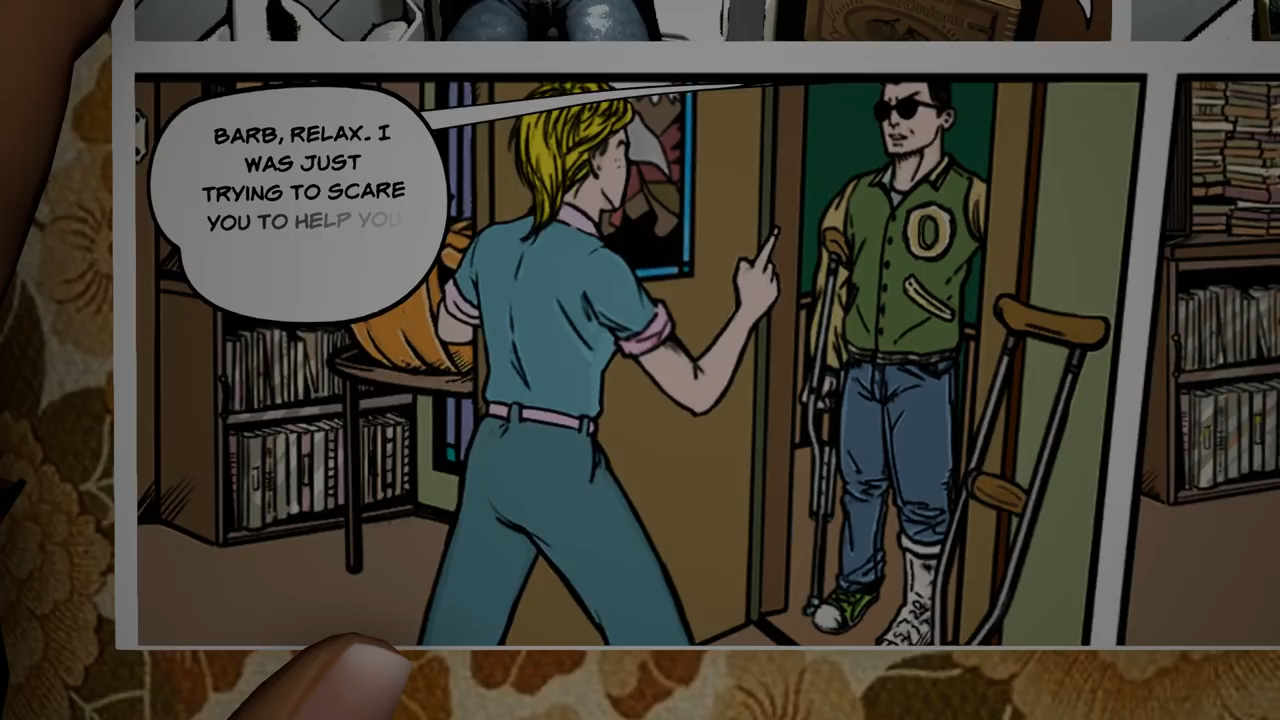 BARB, RELAX. I
WAS JUST
TRYING TO SCARE
YOU TO HELP YOU
O